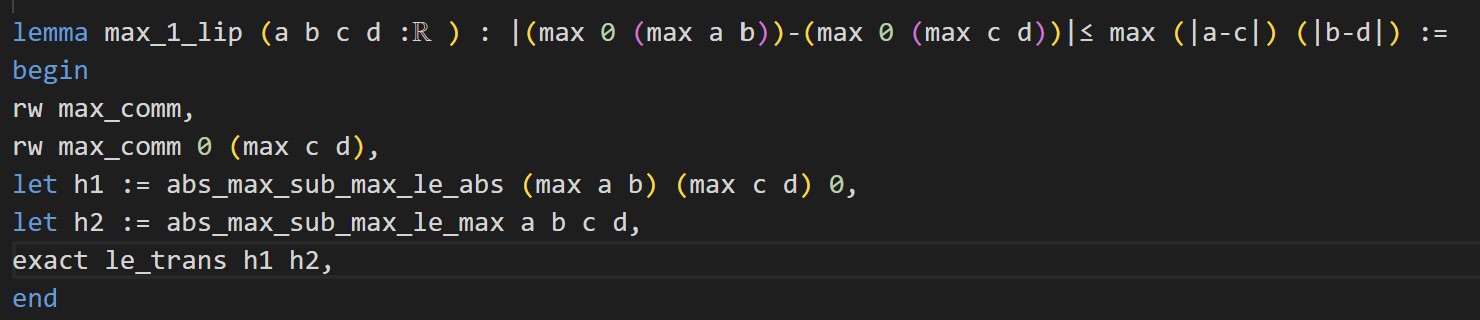 lemma max_1_lip (a b c d :ℝ ) : |(max 0 (max a b))-(max 0 (max c d))|≤ max (|a-c|) (|b-d|) :=
begin
rw max_comm,
rw max_comm 0 (max c d),
let h1 := abs_max_sub_max_le_abs (max a b) (max c d) 0,
let h2 := abs_max_sub_max_le_max a b c d,
exact le_trans h1 h2,
end